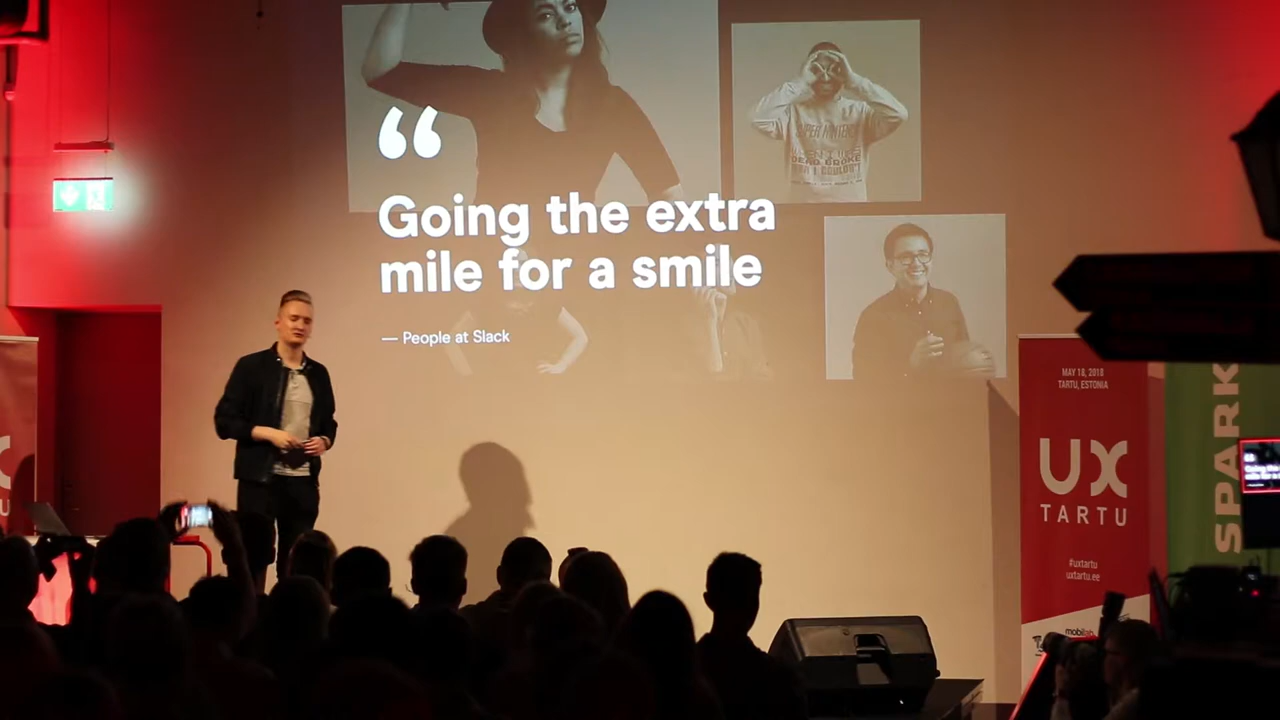 “
Going the extra
mile for a smile
— People at Slack
DEAD BROKE
MAY 18, 2018
TARTU, ESTONIA
UX
TARTU
#uxtartu
uxtartu.ee
SPARK